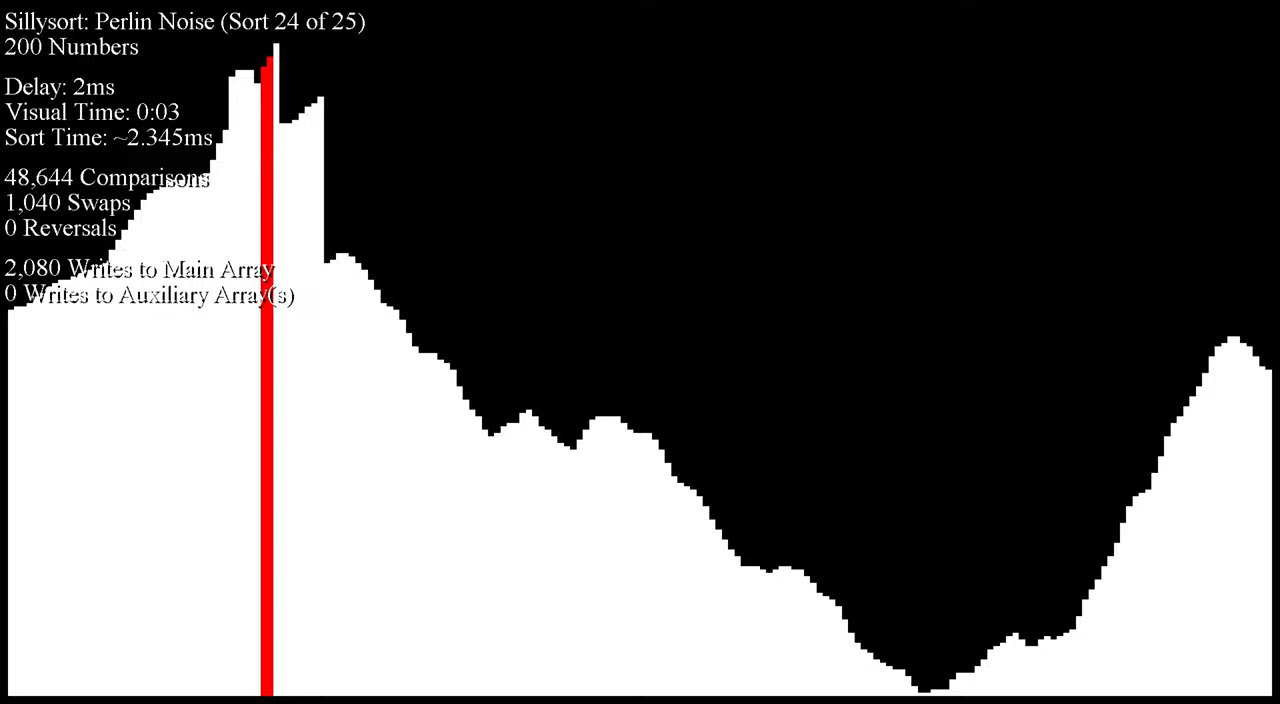 Sillysort: Perlin Noise (Sort 24 of 25)
200 Numbers
Delay: 2ms
Visual Time: 0:03
Sort Time: ~2.345ms
48,644 Comparisons
1,040 Swaps
0 Reversals
2,080 Writes to Main Array
0 Writes to Auxiliary Array(s)